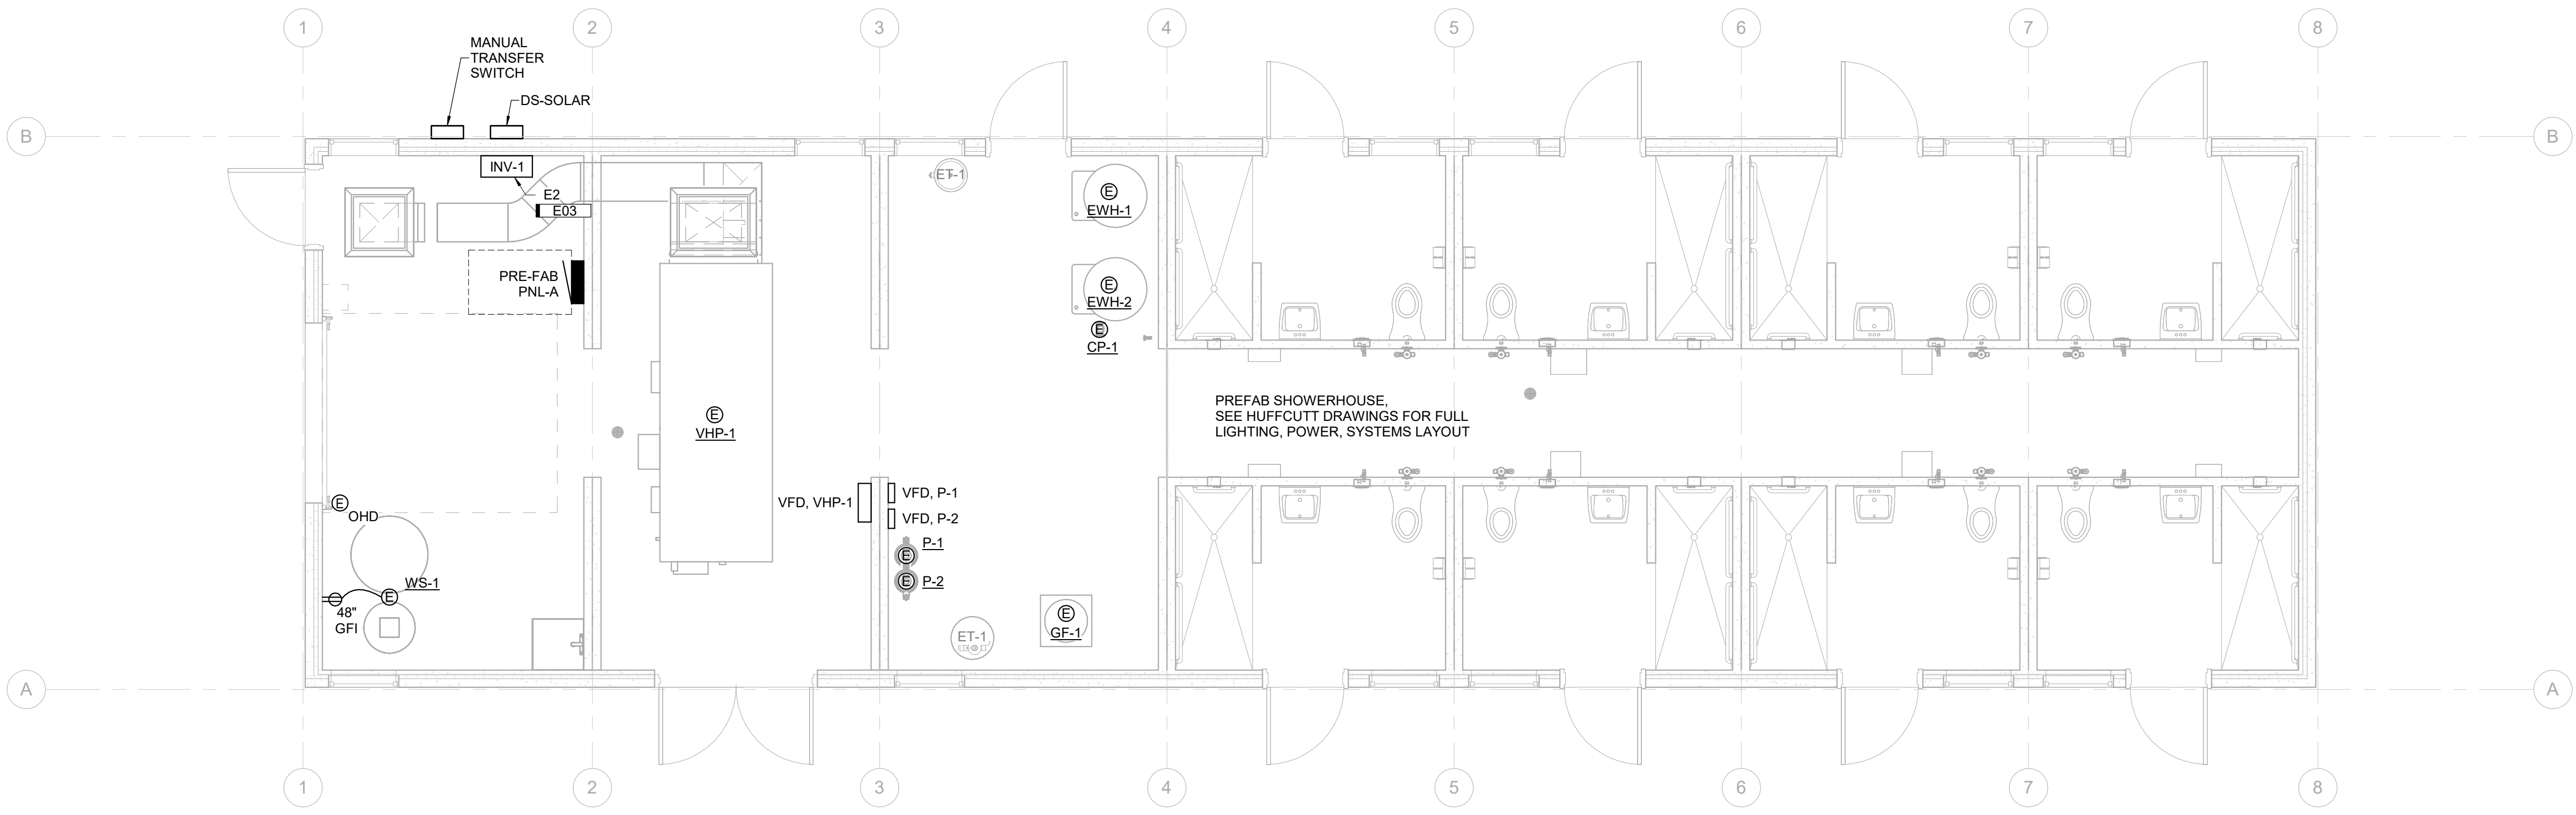 1 2 3 4 5 6 7 8
MANUAL
TRANSFER
SWITCH
DS-SOLAR
B B
INV-1
E2
E03
ET-1
E
EWH-1
PRE-FAB
PNL-A
E
EWH-2
E
CP-1
E
VHP-1
PREFAB SHOWERHOUSE,
SEE HUFFCUTT DRAWINGS FOR FULL
LIGHTING, POWER, SYSTEMS LAYOUT
E
OHD
VFD, VHP-1
VFD, P-1
VFD, P-2
E P-1
E P-2
WS-1
E
48"
GFI
E
GF-1
ET-1
A A
1 2 3 4 5 6 7 8